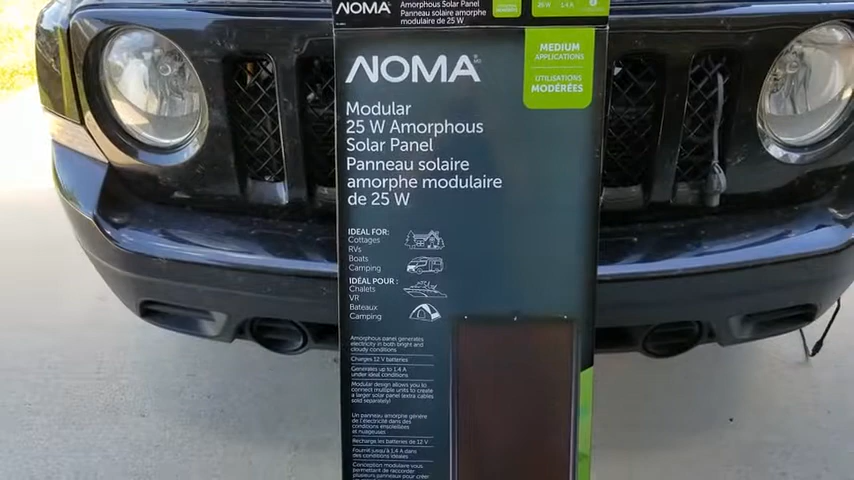 NOMA
Amorphous Solar Panel
Panneau solaire amorphe
modulaire de 25 W
25 W
1.4 A
NOMA
MEDIUM
APPLICATIONS
UTILISATIONS
MODÉRÉES
Modular
25 W Amorphous
Solar Panel
Panneau solaire
amorphe modulaire
de 25 W
IDEAL FOR:
Cottages
RVs
Boats
Camping
IDÉAL POUR :
Chalets
VR
Bateaux
Camping
Amorphous panel generates
electricity in both bright and
cloudy conditions
Charges 12 V batteries
Generates up to 1.4 A
under ideal conditions
Modular design allows you to
connect multiple units to create
a larger solar panel (extra cables
sold separately)
Un panneau amorphe génère
de l'électricité dans des
conditions ensoleillées
et nuageuses
Recharge les batteries de 12 V
Fournit jusqu'à 1,4 A dans
des conditions idéales
Conception modulaire vous
permettant de raccorder
plusieurs panneaux pour créer